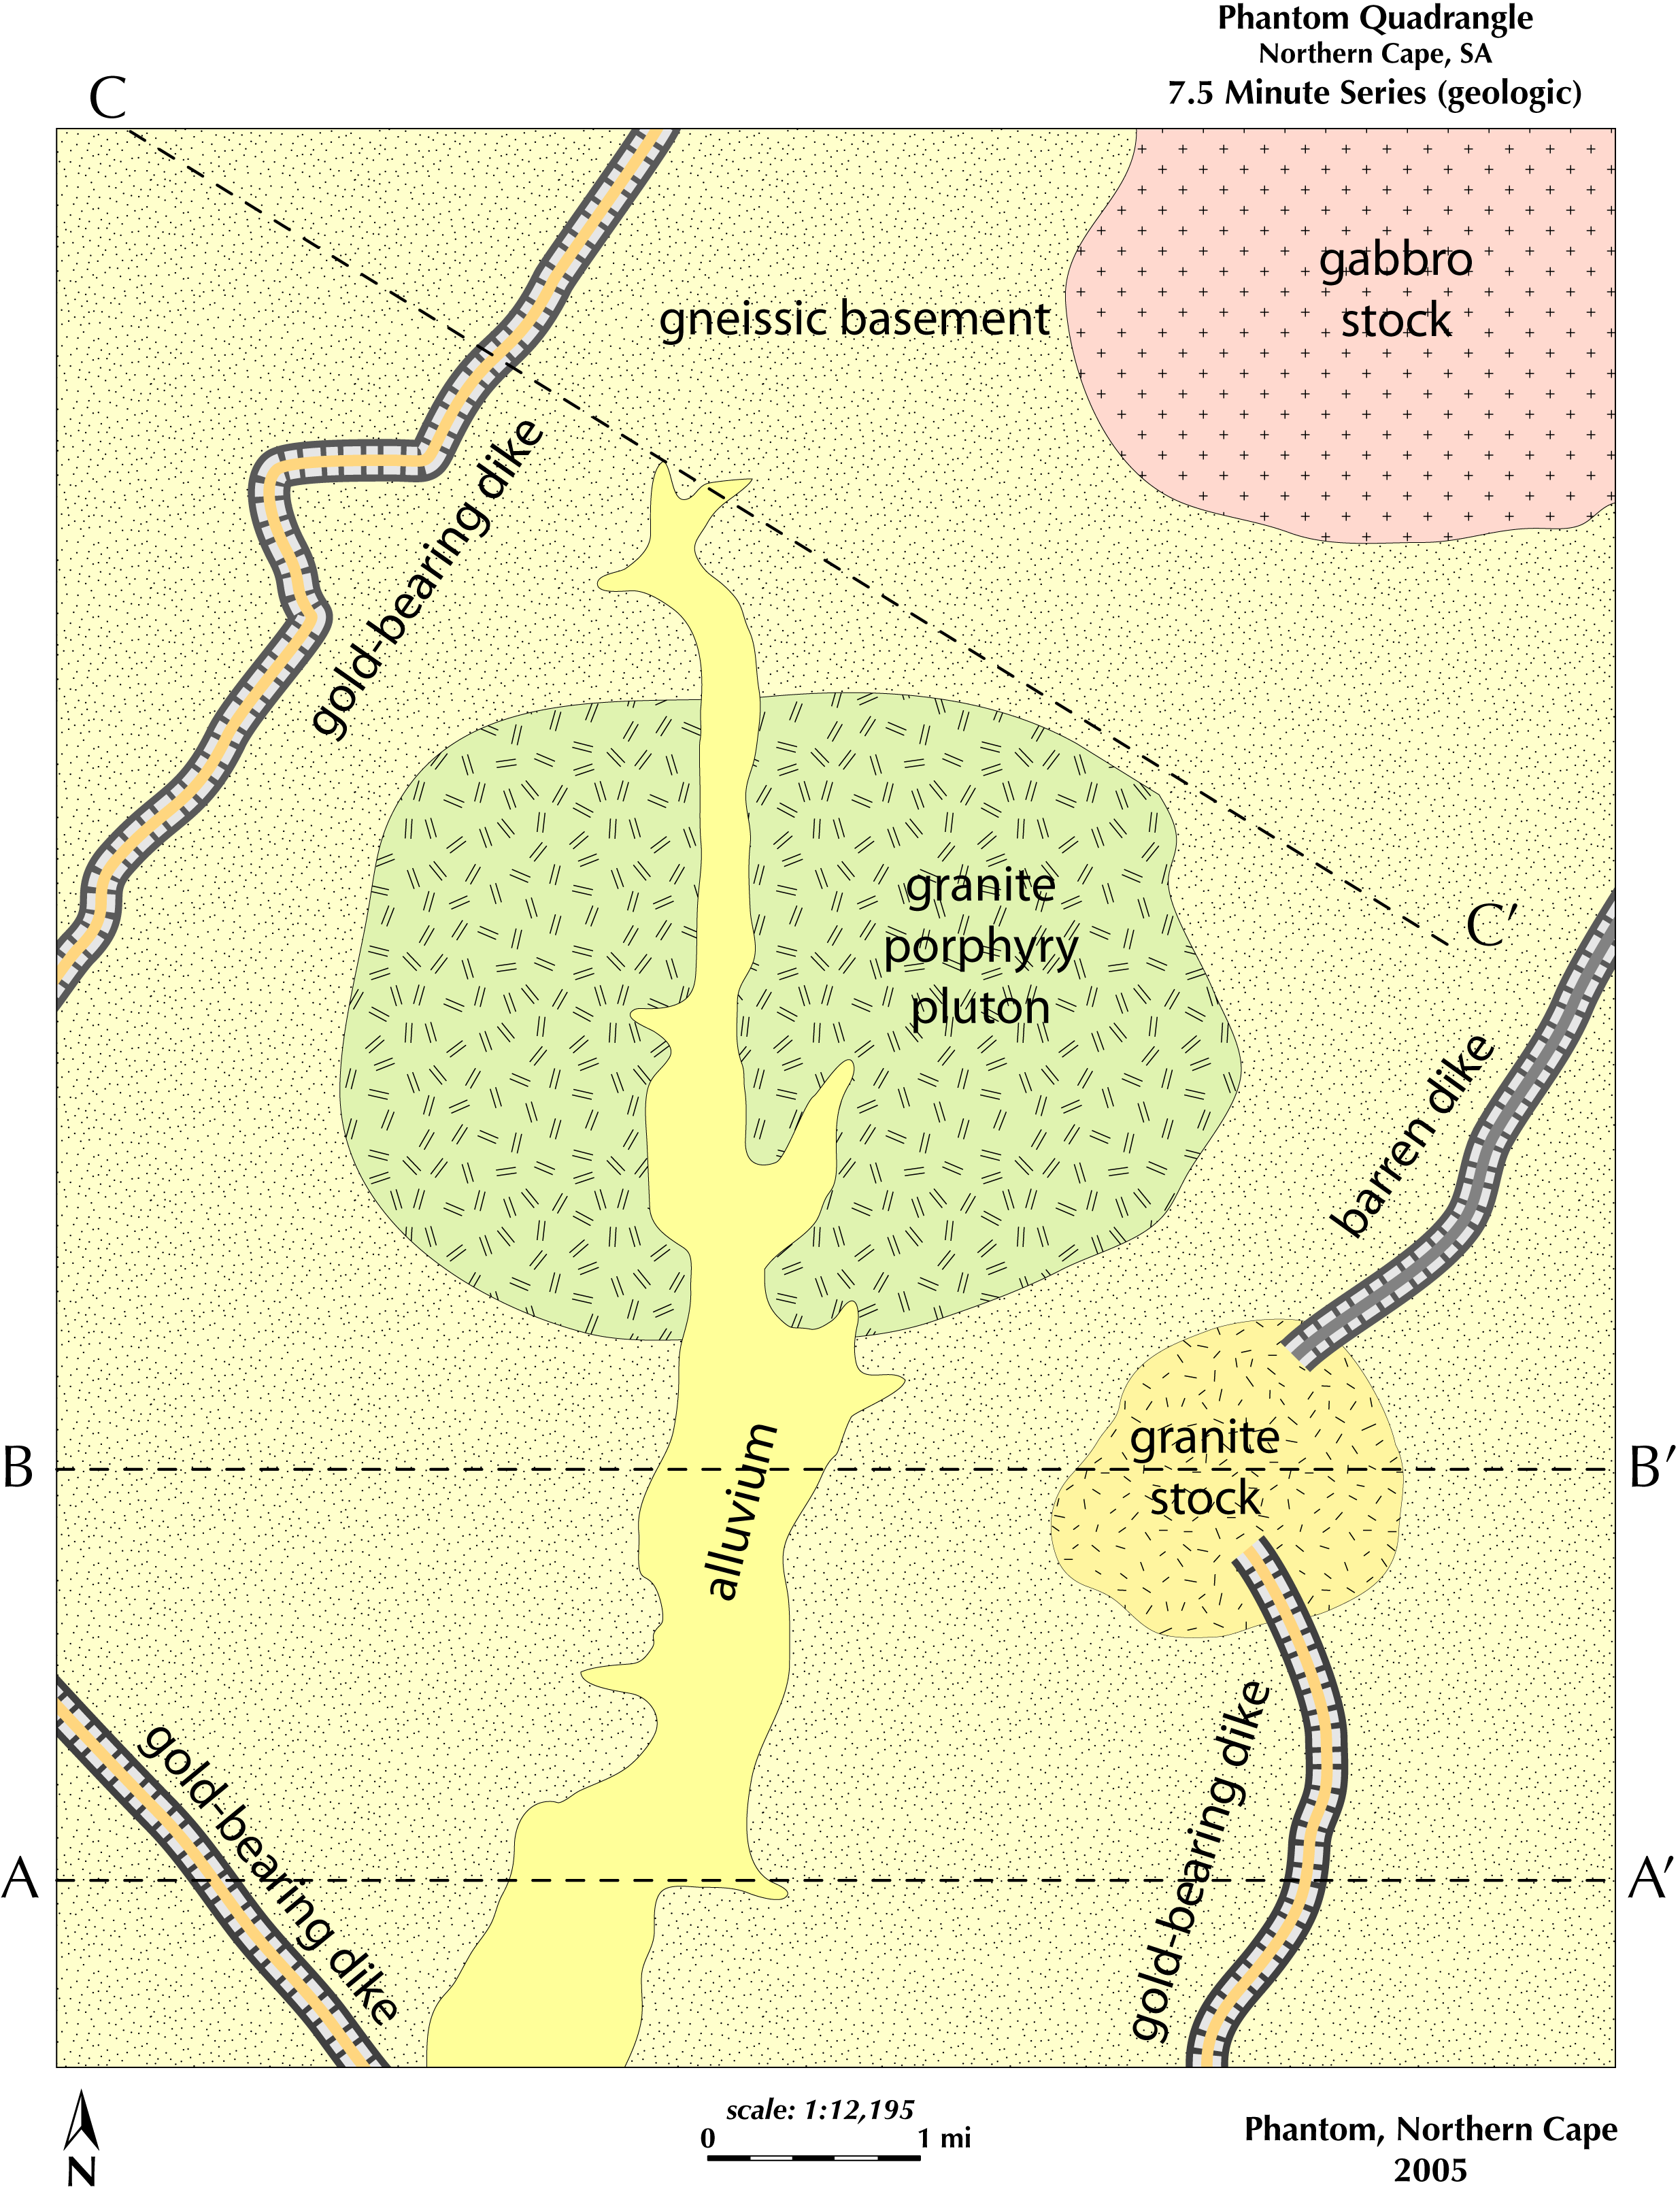 Phantom Quadrangle
Northern Cape, SA
7.5 Minute Series (geologic)
C
gabbro
stock
gneissic basement
gold-bearing dike
granite
porphyry
pluton
C′
barren dike
B
granite
stock
B′
alluvium
gold-bearing dike
gold-bearing dike
A
A′
N
scale: 1:12,195
0 1 mi
Phantom, Northern Cape
2005